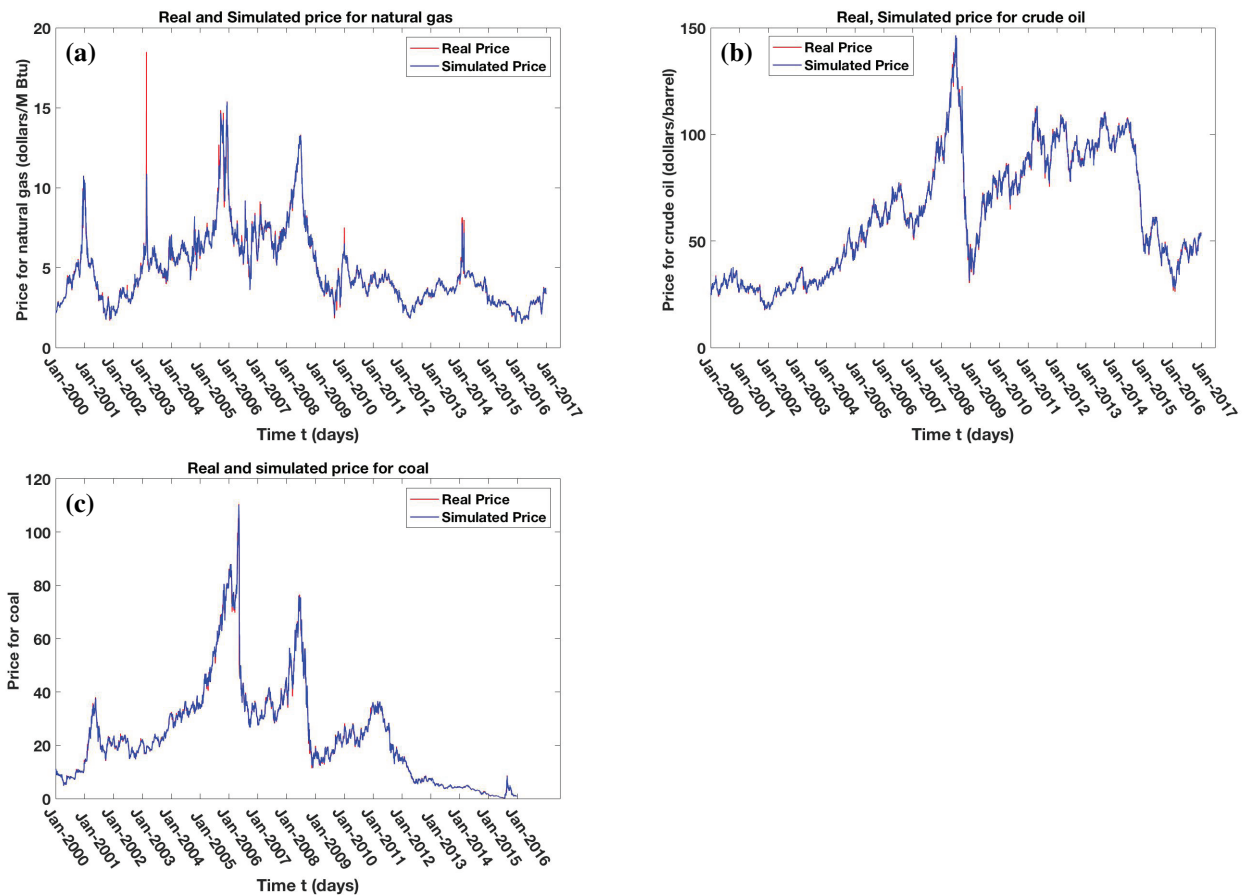 Real and Simulated price for natural gas
(a)
Real Price
Simulated Price
Price for natural gas (dollars/M Btu)
20
15
10
5
0
Jan-2000
Jan-2001
Jan-2002
Jan-2003
Jan-2004
Jan-2005
Jan-2006
Jan-2007
Jan-2008
Jan-2009
Jan-2010
Jan-2011
Jan-2012
Jan-2013
Jan-2014
Jan-2015
Jan-2016
Jan-2017
Time t (days)
Real, Simulated price for crude oil
(b)
Real Price
Simulated Price
Price for crude oil (dollars/barrel)
150
100
50
0
Jan-2000
Jan-2001
Jan-2002
Jan-2003
Jan-2004
Jan-2005
Jan-2006
Jan-2007
Jan-2008
Jan-2009
Jan-2010
Jan-2011
Jan-2012
Jan-2013
Jan-2014
Jan-2015
Jan-2016
Jan-2017
Time t (days)
Real and simulated price for coal
(c)
Real Price
Simulated Price
Price for coal
120
100
80
60
40
20
0
Jan-2000
Jan-2001
Jan-2002
Jan-2003
Jan-2004
Jan-2005
Jan-2006
Jan-2007
Jan-2008
Jan-2009
Jan-2010
Jan-2011
Jan-2012
Jan-2013
Jan-2014
Jan-2015
Jan-2016
Time t (days)